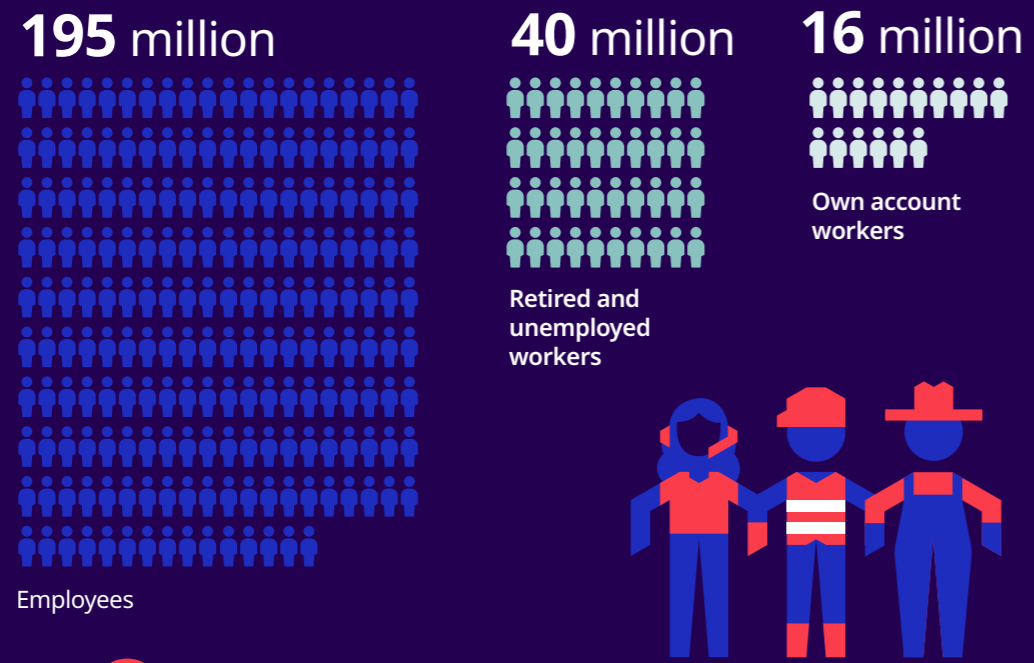 195 million
Employees
40 million
Retired and
unemployed
workers
16 million
Own account
workers